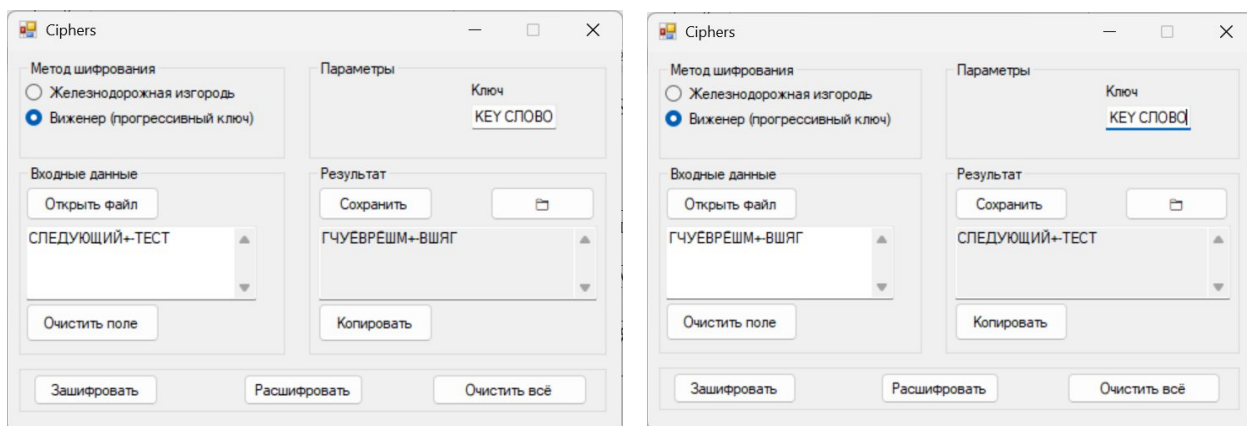 Ciphers
Метод шифрования
Железнодорожная изгородь
Виженер (прогрессивный ключ)
Параметры
Ключ
KEY СЛОВО
Входные данные
Открыть файл
СЛЕДУЮЩИЙ+-ТЕСТ
Очистить поле
Результат
Сохранить
ГЧУЁВРЁШМ+-ВШЯГ
Копировать
Зашифровать
Расшифровать
Очистить всё
Ciphers
Метод шифрования
Железнодорожная изгородь
Виженер (прогрессивный ключ)
Параметры
Ключ
KEY СЛОВО
Входные данные
Открыть файл
ГЧУЁВРЁШМ+-ВШЯГ
Очистить поле
Результат
Сохранить
СЛЕДУЮЩИЙ+-ТЕСТ
Копировать
Зашифровать
Расшифровать
Очистить всё